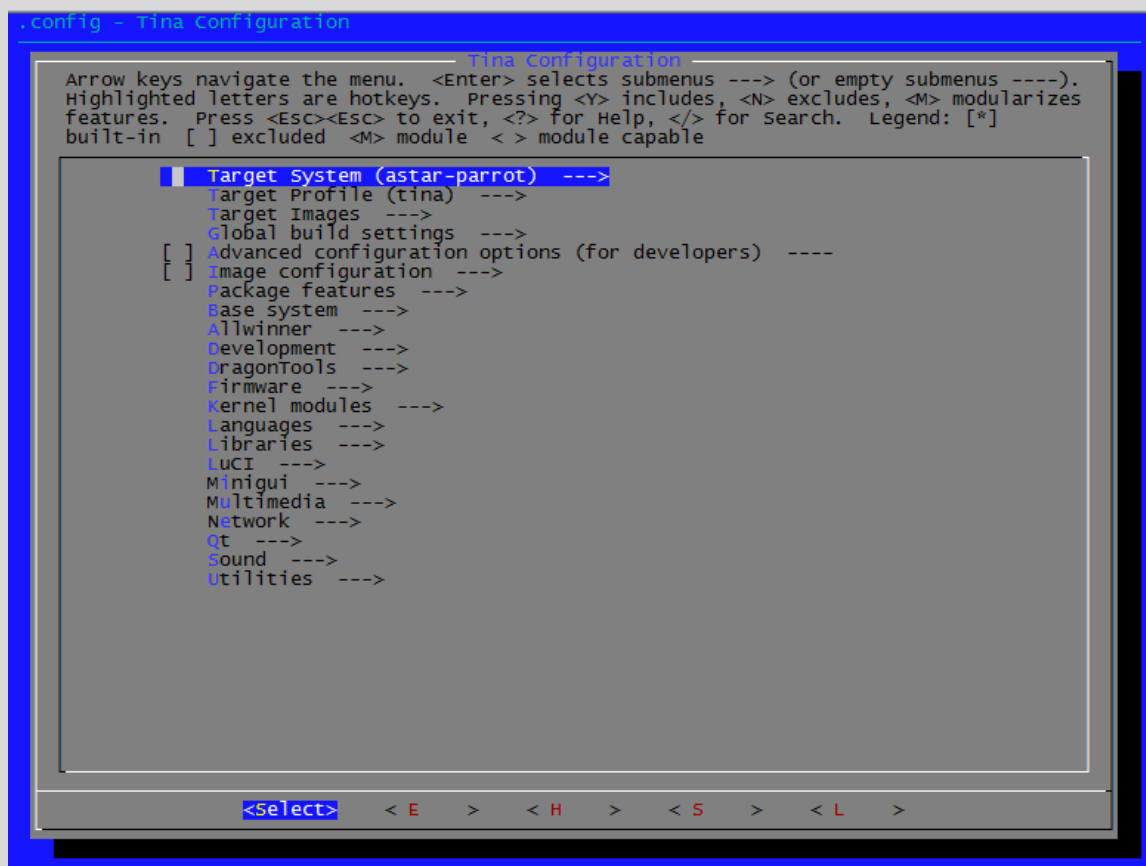 .config - Tina Configuration
Tina Configuration
Arrow keys navigate the menu.  <Enter> selects submenus ---> (or empty submenus ----).
Highlighted letters are hotkeys.  Pressing <Y> includes, <N> excludes, <M> modularizes
features.  Press <Esc><Esc> to exit, <?> for Help, </> for Search.  Legend: [*]
built-in  [ ] excluded  <M> module  < > module capable
Target System (astar-parrot)  --->
Target Profile (tina)  --->
Target Images  --->
Global build settings  --->
[ ] Advanced configuration options (for developers)  ----
[ ] Image configuration  --->
Package features  --->
Base system  --->
Allwinner  --->
Development  --->
DragonTools  --->
Firmware  --->
Kernel modules  --->
Languages  --->
Libraries  --->
LuCI  --->
Minigui  --->
Multimedia  --->
Network  --->
Qt  --->
Sound  --->
Utilities  --->
<Select>    < E    >    < H    >    < S    >    < L    >